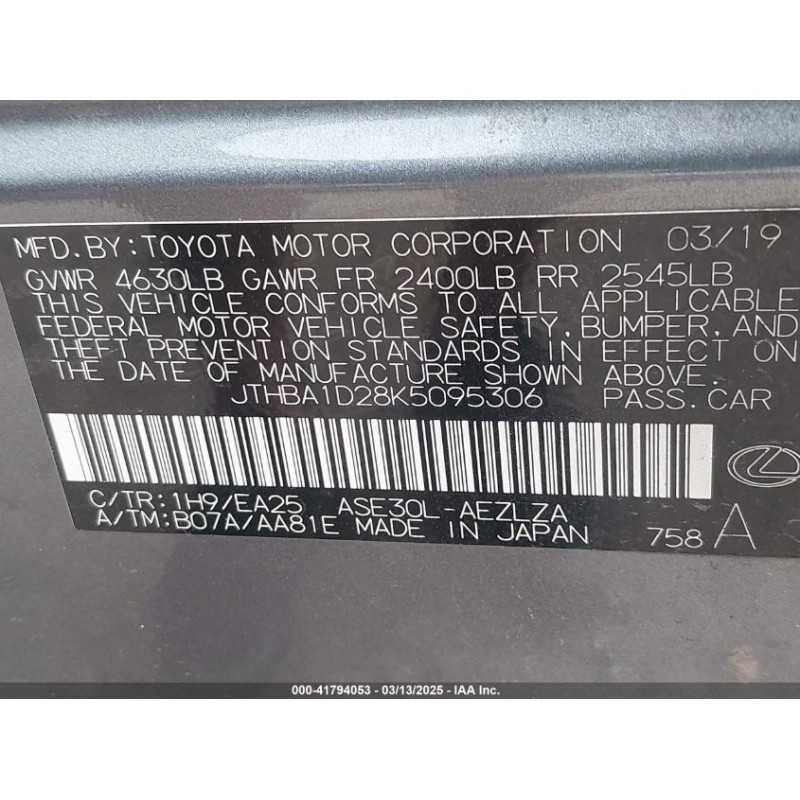 MFD.BY:TOYOTA MOTOR CORPORATION 03/19
GVWR 4630LB GAWR FR 2400LB RR 2545LB
THIS VEHICLE CONFORMS TO ALL APPLICABLE
FEDERAL MOTOR VEHICLE SAFETY, BUMPER, AND
THEFT PREVENTION STANDARDS IN EFFECT ON
THE DATE OF MANUFACTURE SHOWN ABOVE.
JTHBA1D28K5095306 PASS.CAR
C/TR:1H9/EA25 ASE30L-AEZLZA
A/TM:B07A/AA81E MADE IN JAPAN 758 A
000-41794053 - 03/13/2025 - IAA Inc.